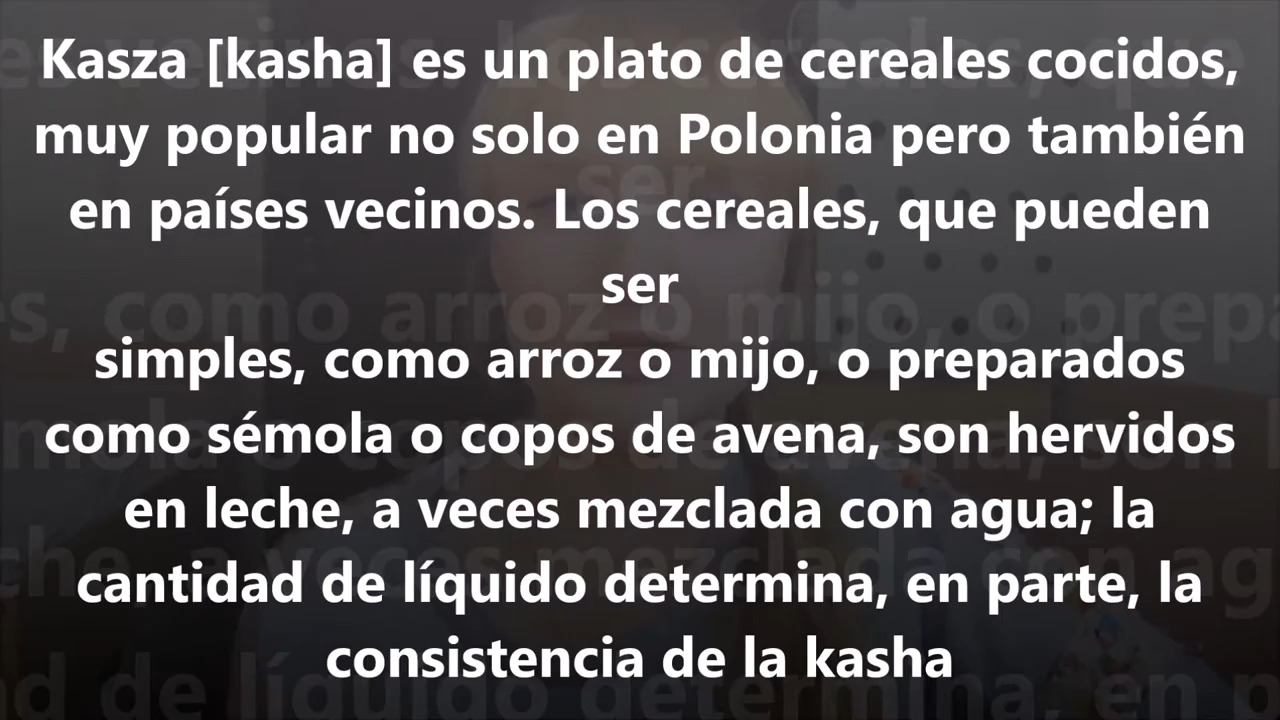 Kasza [kasha] es un plato de cereales cocidos,
muy popular no solo en Polonia pero también
en países vecinos. Los cereales, que pueden
ser
simples, como arroz o mijo, o preparados
como sémola o copos de avena, son hervidos
en leche, a veces mezclada con agua; la
cantidad de líquido determina, en parte, la
consistencia de la kasha